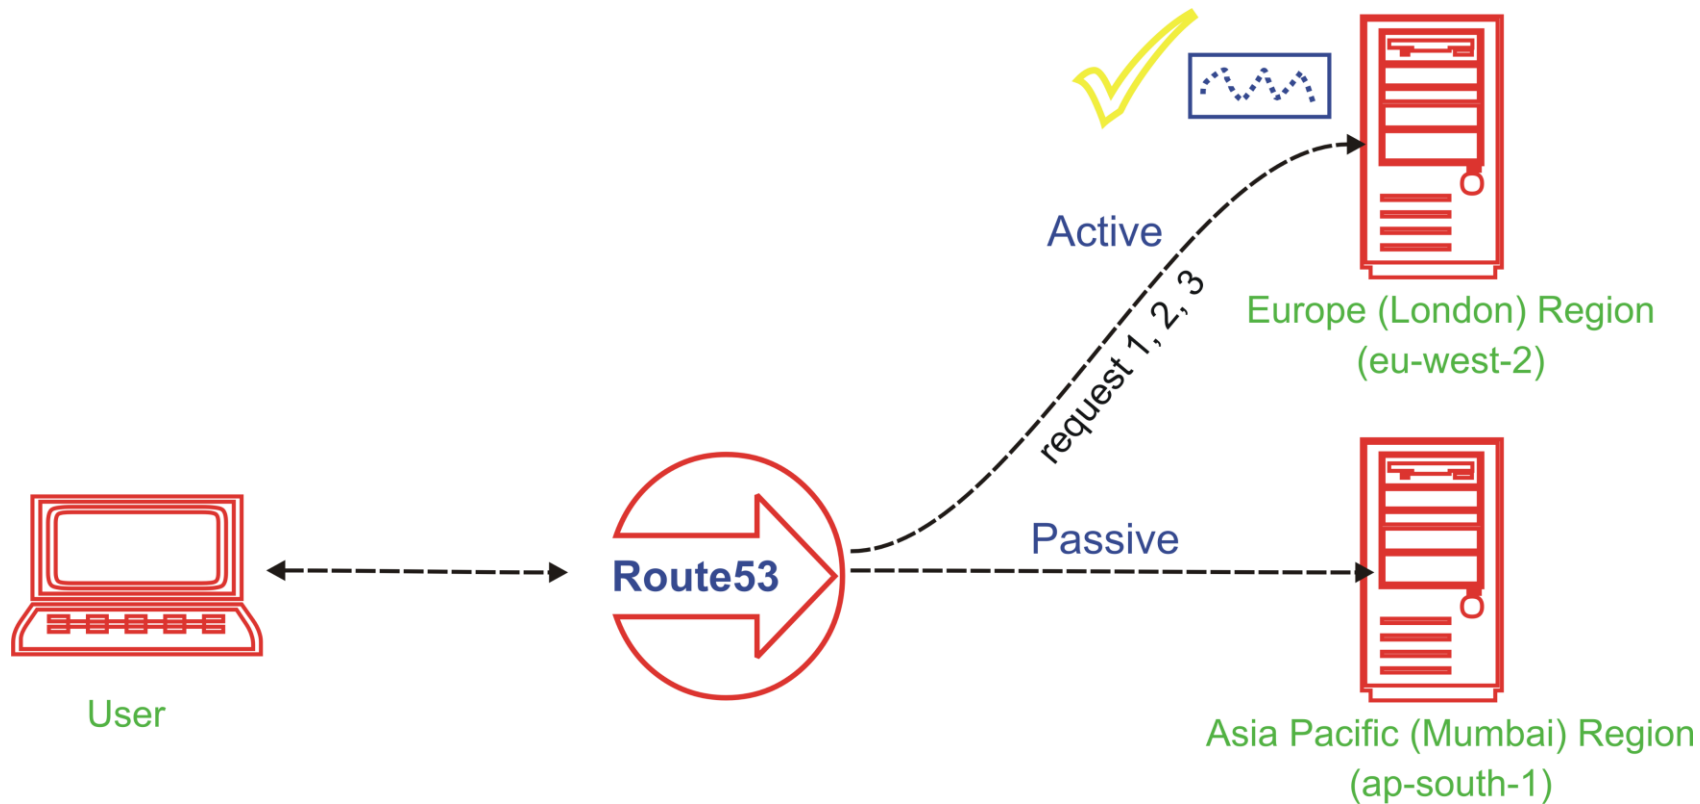 Active
request 1, 2, 3
Europe (London) Region
(eu-west-2)
Route53
Passive
User
Asia Pacific (Mumbai) Region
(ap-south-1)